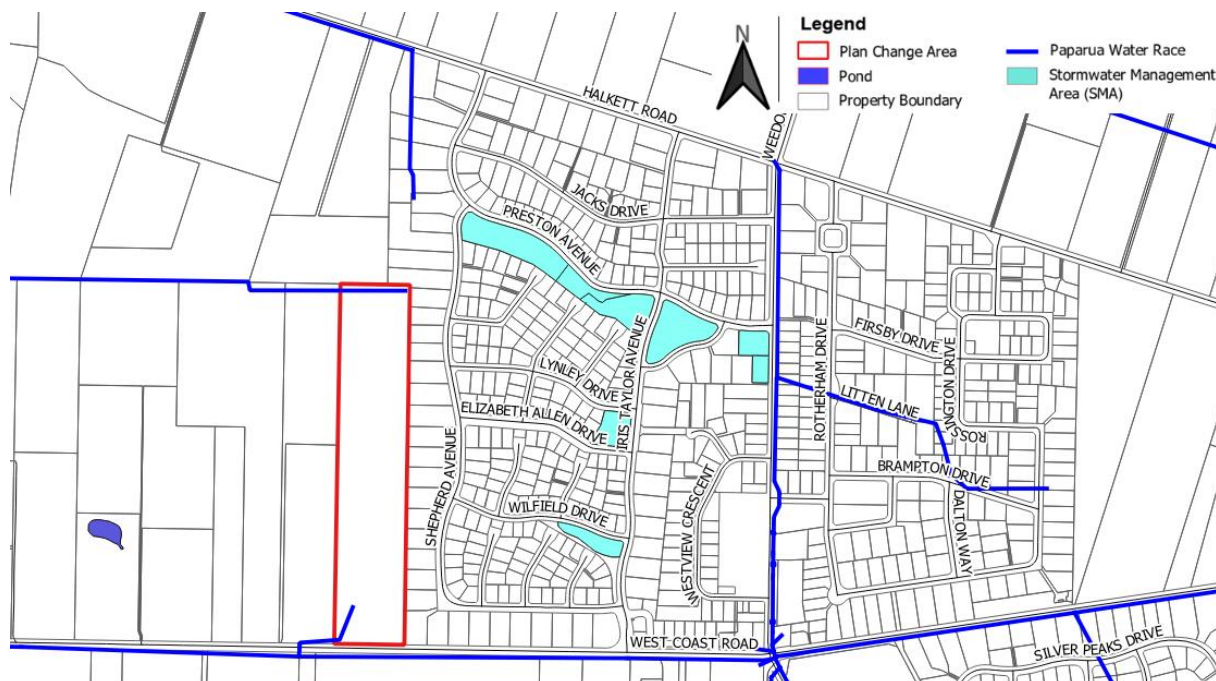 Legend
Plan Change Area
Pond
Property Boundary
Paparua Water Race
Stormwater Management
Area (SMA)
N
HALKETT ROAD
WEEDO
JACKS DRIVE
PRESTON AVENUE
FIRSBY DRIVE
ROTHERHAM DRIVE
LYNLEY DRIVE
IRIS TAYLOR AVENUE
LITTEN LANE
ROSSINGTON DRIVE
ELIZABETH ALLEN DRIVE
SHEPHERD AVENUE
BRAMPTON DRIVE
WESTVIEW CRESCENT
WILFIELD DRIVE
DALTON WAY
WEST COAST ROAD
SILVER PEAKS DRIVE